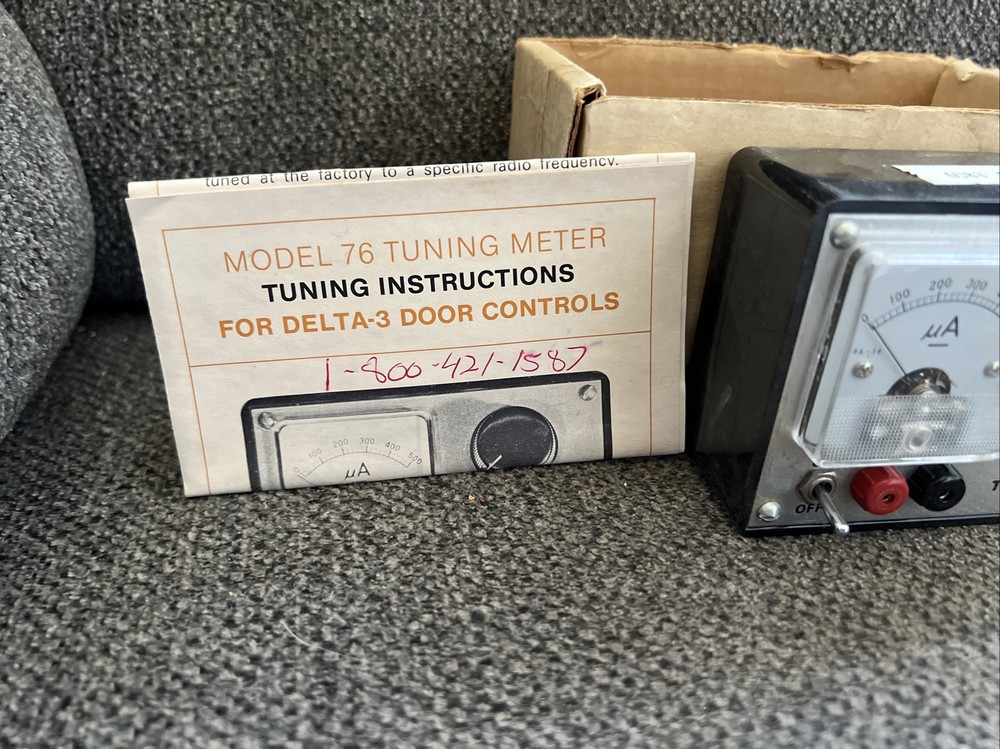 tuned at the factory to a specific radio frequency.
MODEL 76 TUNING METER
TUNING INSTRUCTIONS
FOR DELTA-3 DOOR CONTROLS
1-800-421-1587
0 100 200 300 400 500
µA
0 100 200 300
µA
OFF
T